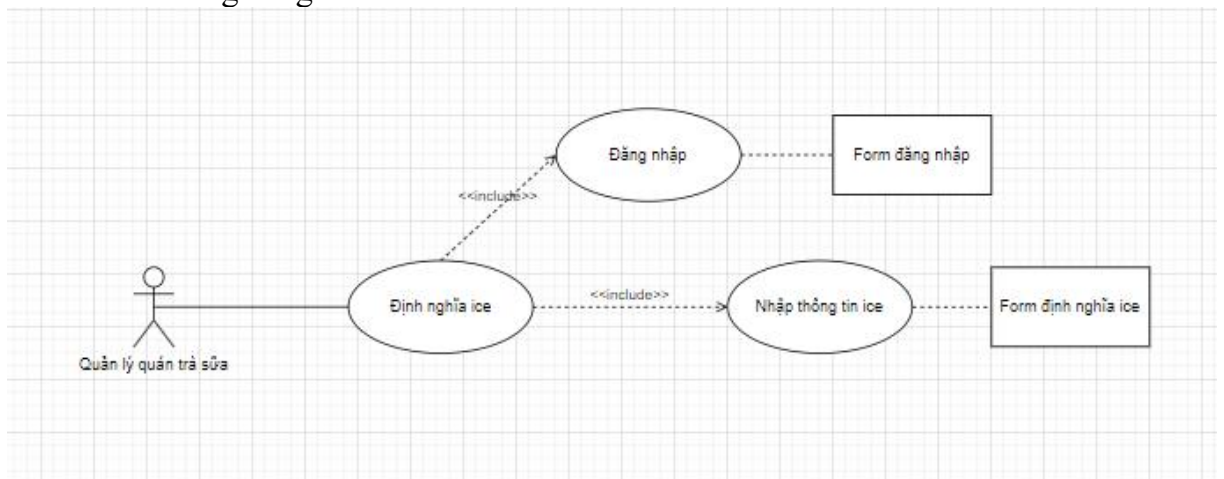 Đăng nhập
Form đăng nhập
<<include>>
Định nghĩa ice
<<include>>
Nhập thông tin ice
Form định nghĩa ice
Quản lý quán trà sữa